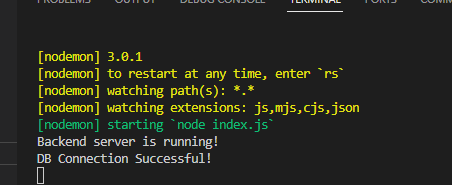 PROBLEMS OUTPUT DEBUG CONSOLE TERMINAL PORTS
[nodemon] 3.0.1
[nodemon] to restart at any time, enter `rs`
[nodemon] watching path(s): *.*
[nodemon] watching extensions: js,mjs,cjs,json
[nodemon] starting `node index.js`
Backend server is running!
DB Connection Successful!